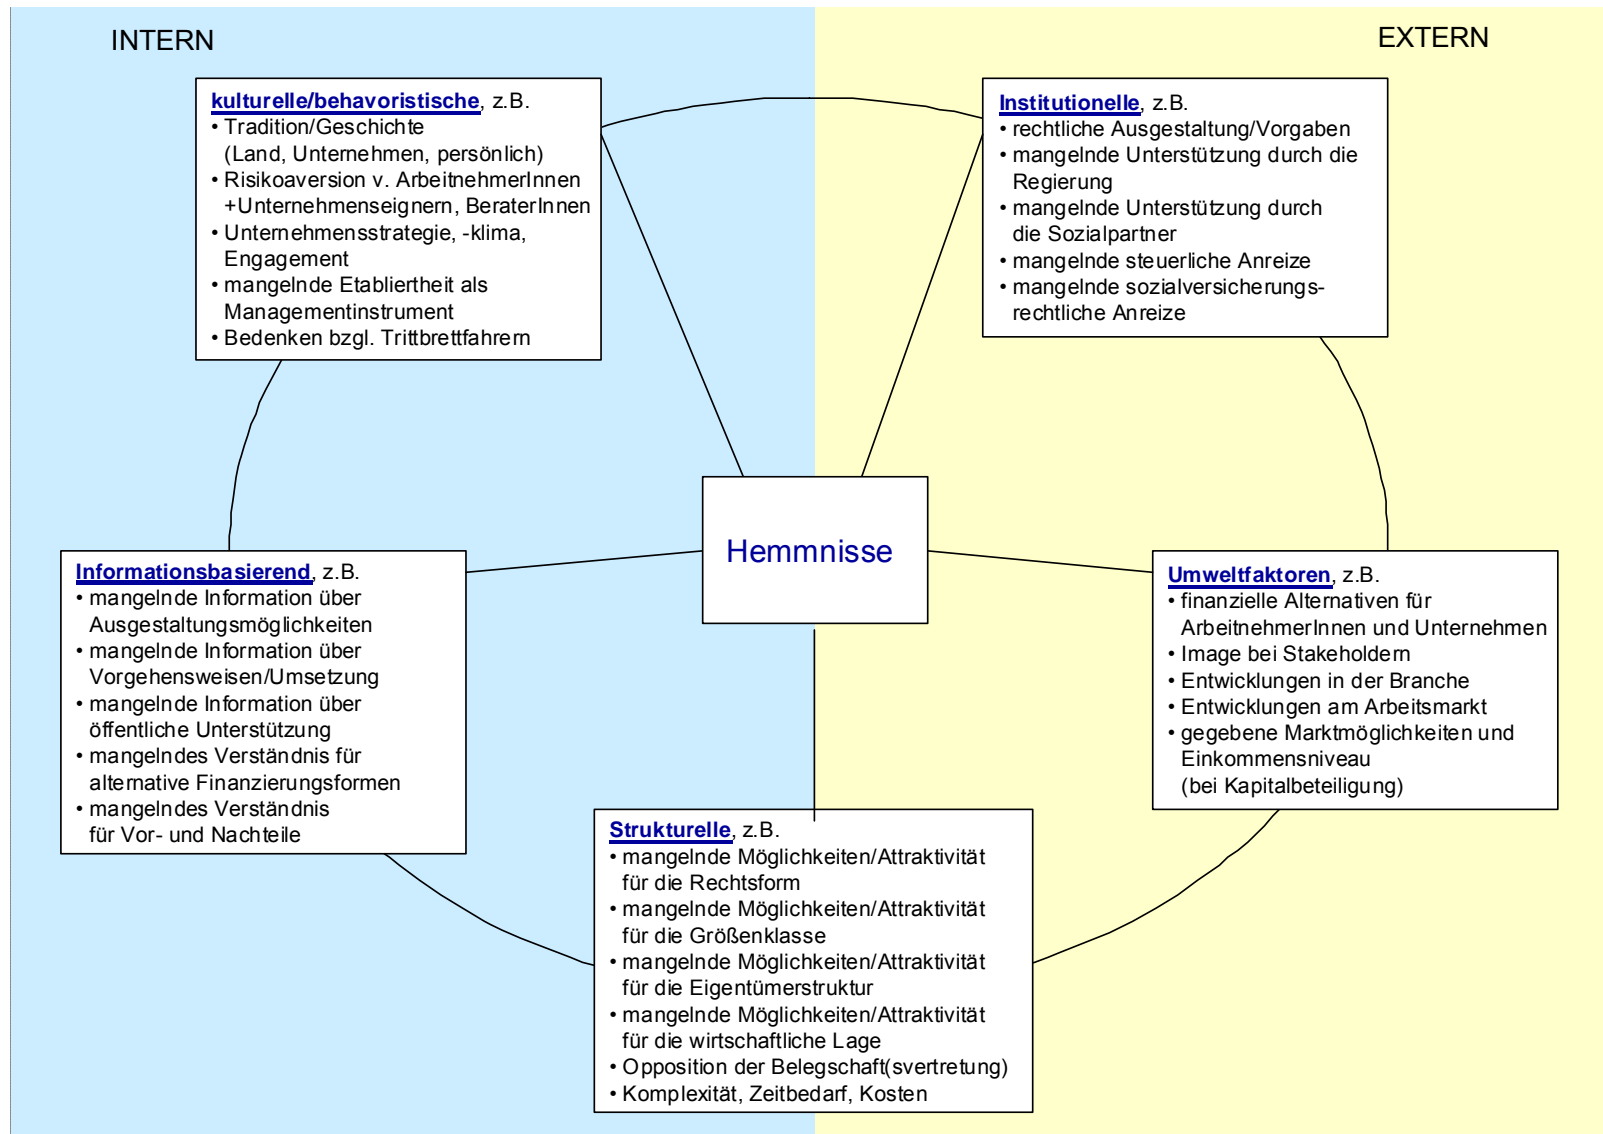 INTERN
EXTERN
kulturelle/behavoristische, z.B.
• Tradition/Geschichte
(Land, Unternehmen, persönlich)
• Risikoaversion v. ArbeitnehmerInnen
+Unternehmenseignern, BeraterInnen
• Unternehmensstrategie, -klima,
Engagement
• mangelnde Etabliertheit als
Managementinstrument
• Bedenken bzgl. Trittbrettfahrern
Institutionelle, z.B.
• rechtliche Ausgestaltung/Vorgaben
• mangelnde Unterstützung durch die
Regierung
• mangelnde Unterstützung durch
die Sozialpartner
• mangelnde steuerliche Anreize
• mangelnde sozialversicherungs-
rechtliche Anreize
Hemmnisse
Informationsbasierend, z.B.
• mangelnde Information über
Ausgestaltungsmöglichkeiten
• mangelnde Information über
Vorgehensweisen/Umsetzung
• mangelnde Information über
öffentliche Unterstützung
• mangelndes Verständnis für
alternative Finanzierungsformen
• mangelndes Verständnis
für Vor- und Nachteile
Umweltfaktoren, z.B.
• finanzielle Alternativen für
ArbeitnehmerInnen und Unternehmen
• Image bei Stakeholdern
• Entwicklungen in der Branche
• Entwicklungen am Arbeitsmarkt
• gegebene Marktmöglichkeiten und
Einkommensniveau
(bei Kapitalbeteiligung)
Strukturelle, z.B.
• mangelnde Möglichkeiten/Attraktivität
für die Rechtsform
• mangelnde Möglichkeiten/Attraktivität
für die Größenklasse
• mangelnde Möglichkeiten/Attraktivität
für die Eigentümerstruktur
• mangelnde Möglichkeiten/Attraktivität
für die wirtschaftliche Lage
• Opposition der Belegschaft(svertretung)
• Komplexität, Zeitbedarf, Kosten